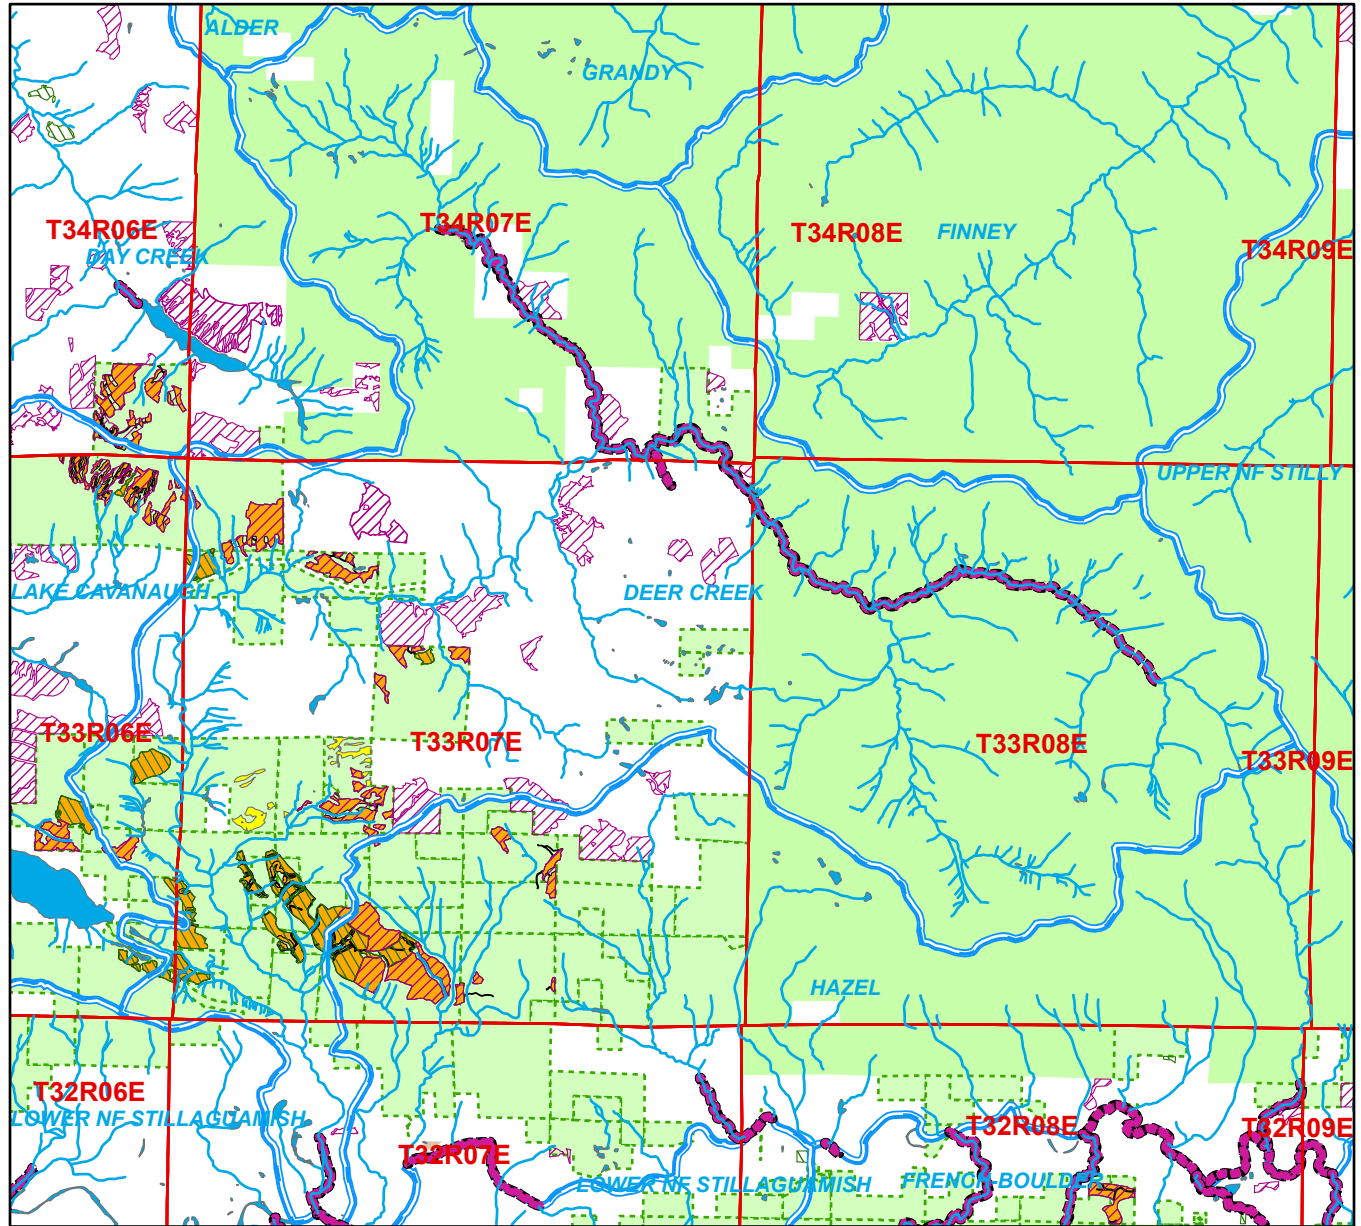 ALDER
GRANDY
T34R06E
T34R07E
T34R08E
FINNEY
T34R09E
DAY CREEK
UPPER NF STILLY
LAKE CAVANAUGH
DEER CREEK
T33R06E
T33R07E
T33R08E
T33R09E
HAZEL
T32R06E
LOWER NF STILLAGUAMISH
T32R07E
T32R08E
T32R09E
LOWER NF STILLAGUAMISH
FRENCH-BOULDER